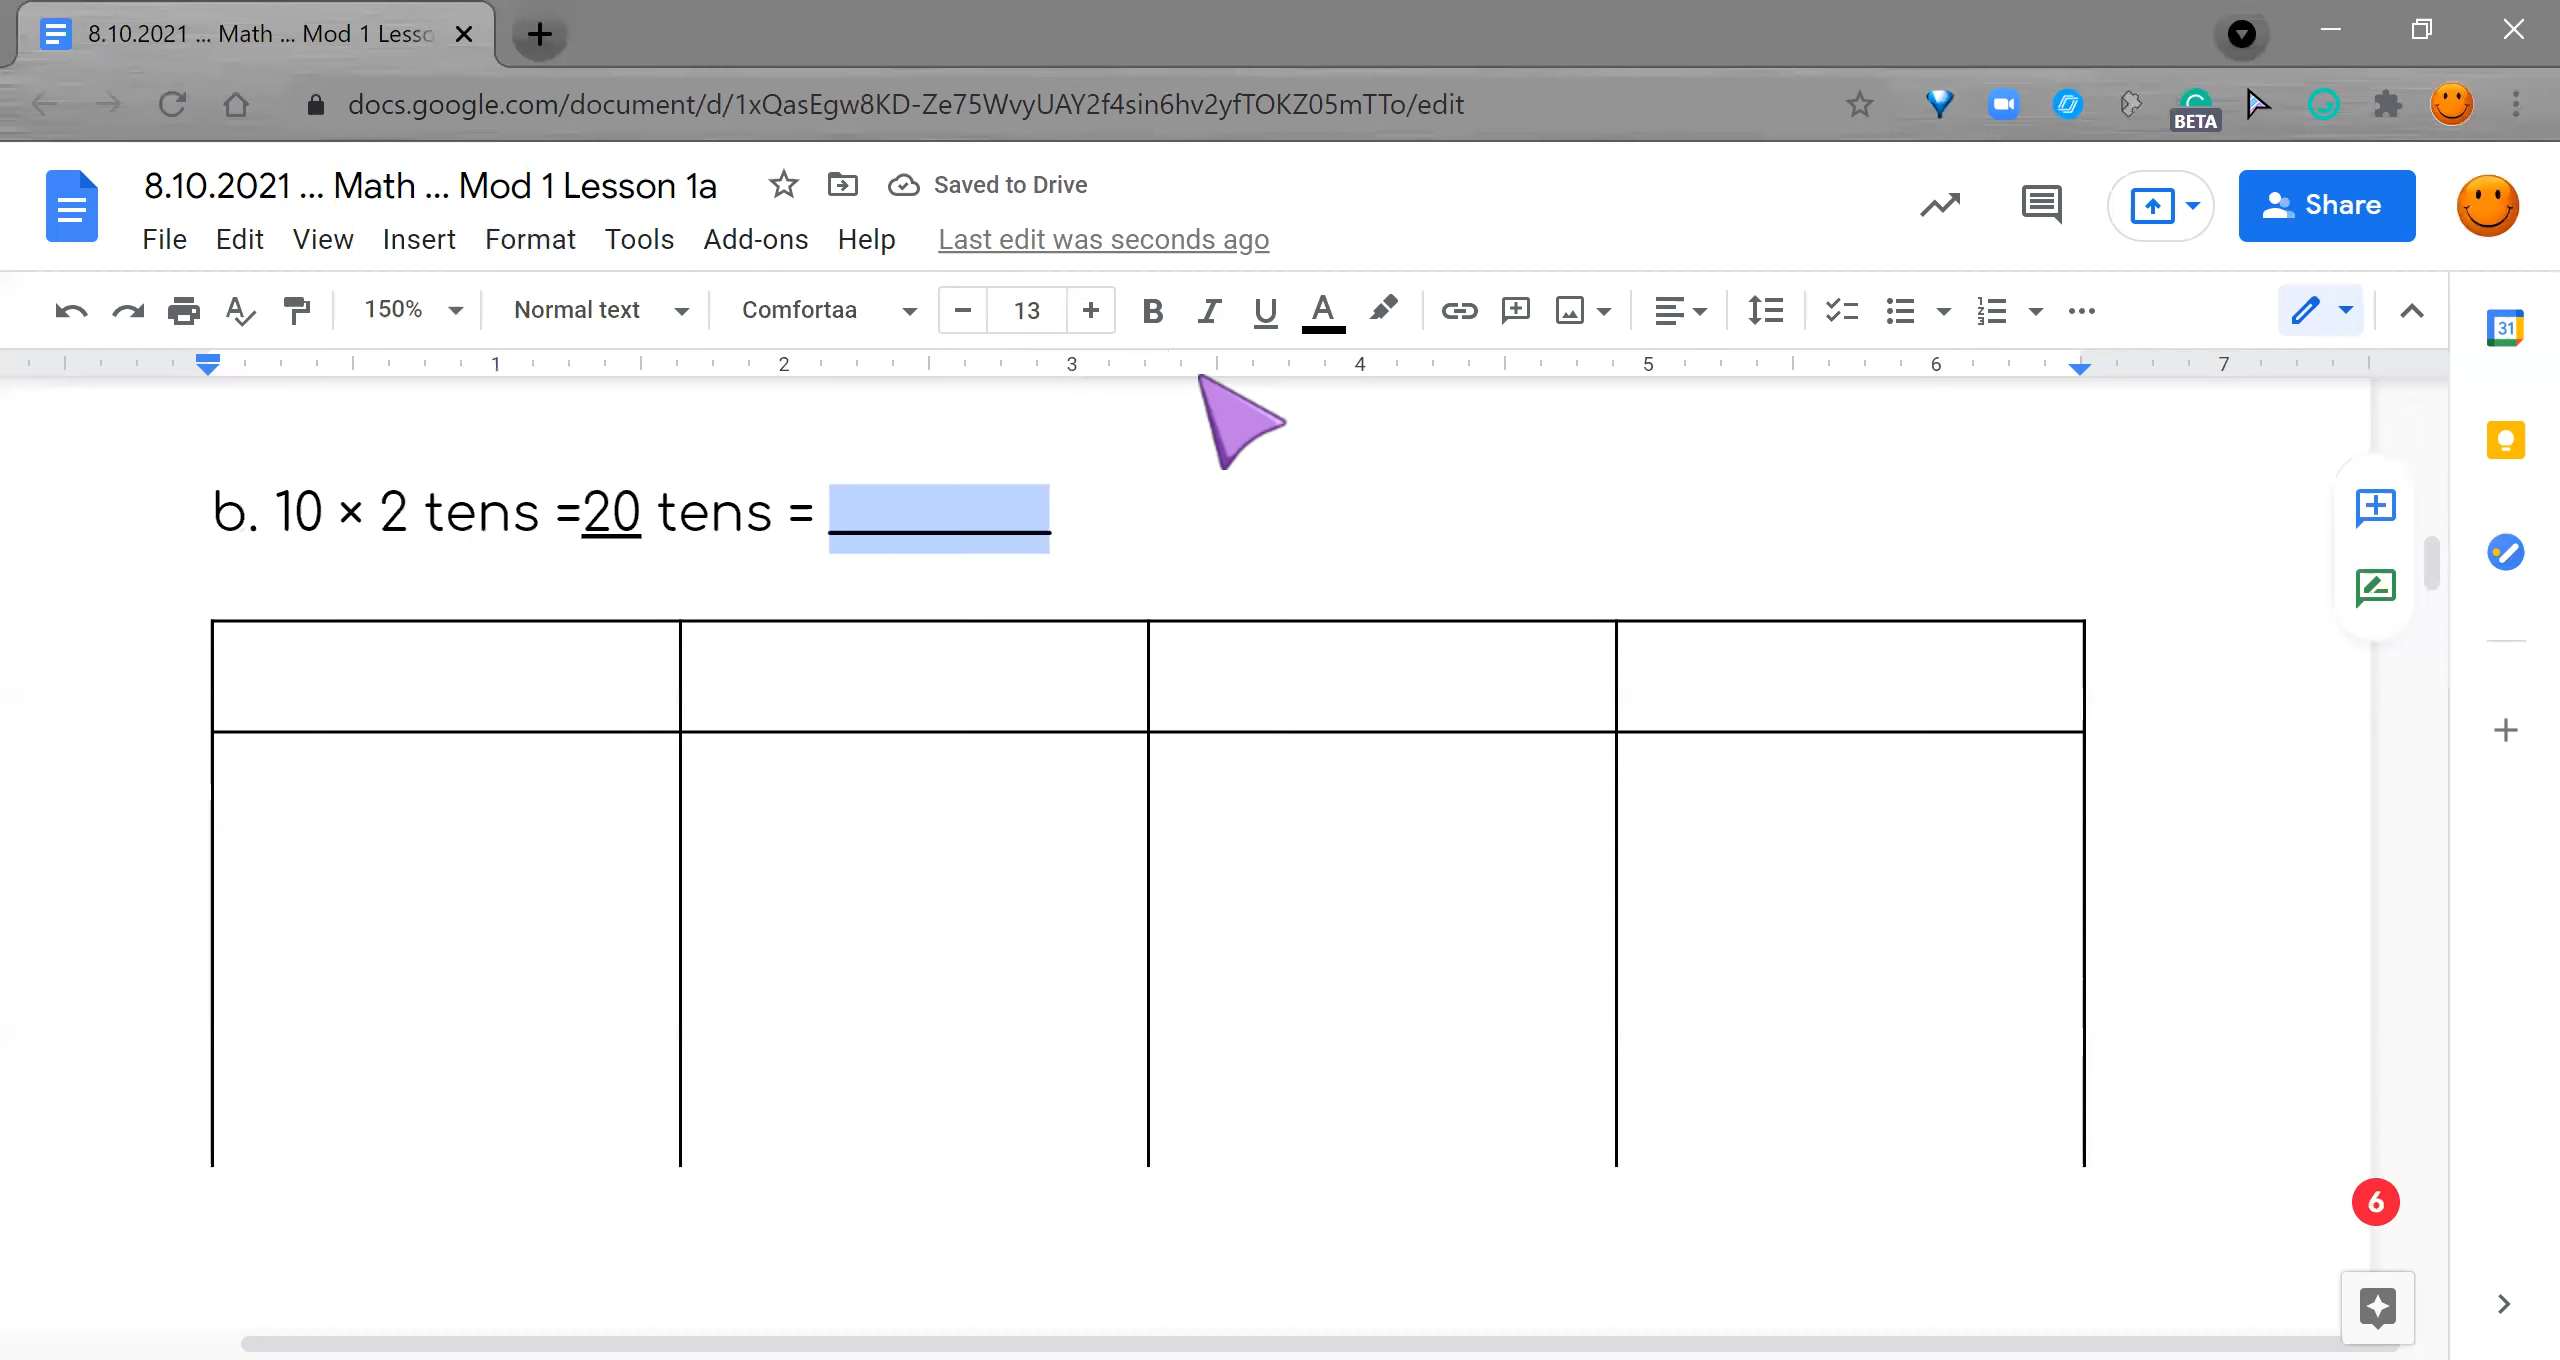 8.10.2021 ... Math ... Mod 1 Lesso
docs.google.com/document/d/1xQasEgw8KD-Ze75WvyUAY2f4sin6hv2yfTOKZ05mTTo/edit
BETA
8.10.2021 ... Math ... Mod 1 Lesson 1a
Saved to Drive
Share
File Edit View Insert Format Tools Add-ons Help Last edit was seconds ago
150% Normal text Comfortaa − 13 + B I U A
31
1 2 3 4 5 6 7
b. 10 × 2 tens =20 tens = ________
6